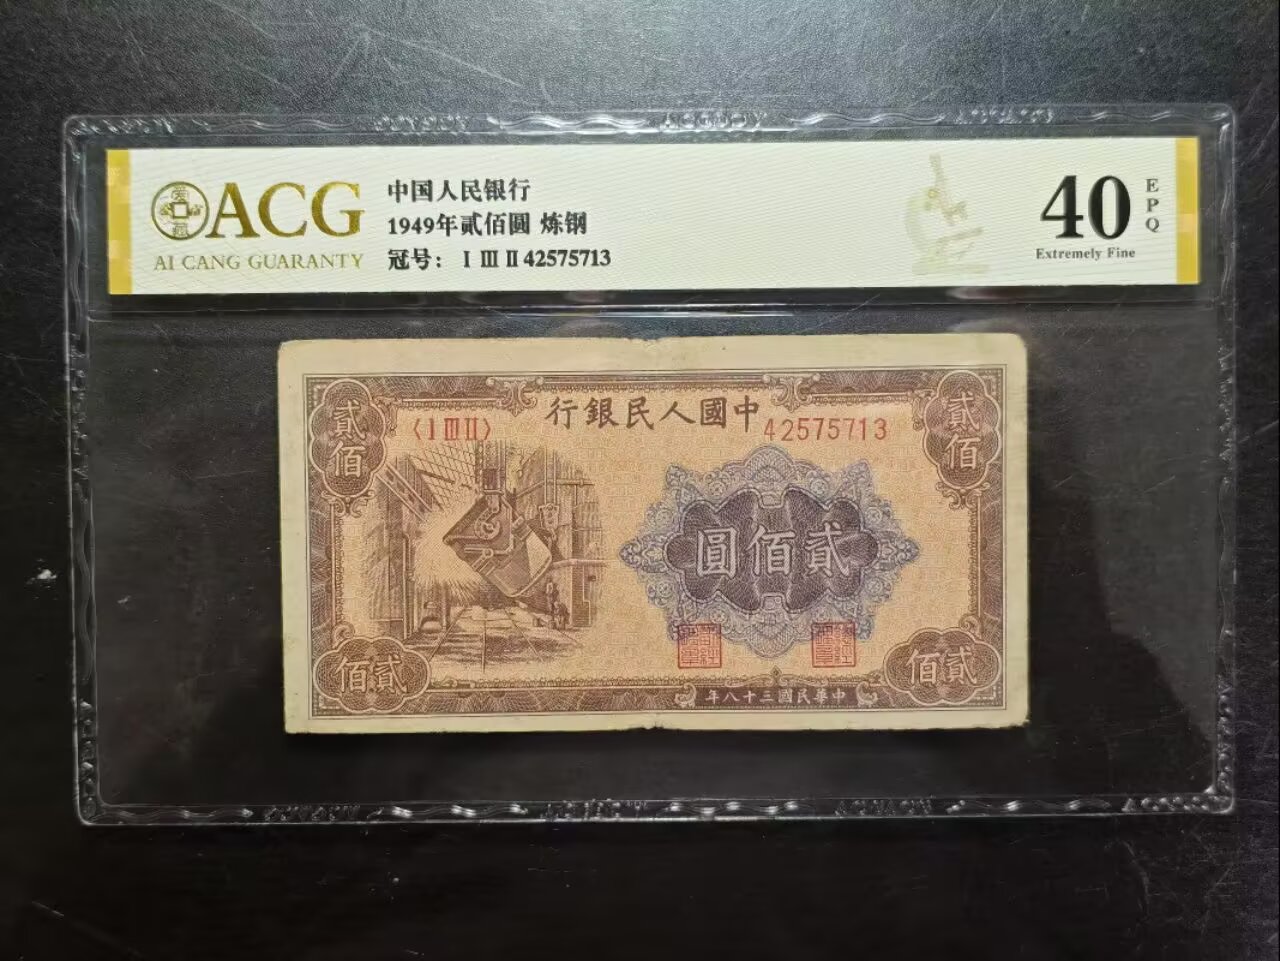 ACG
AI CANG GUARANTY
中国人民银行
1949年贰佰圓 炼钢
冠号： Ⅰ Ⅲ Ⅱ 42575713
40 EPQ
Extremely Fine
行銀民人國中
〈Ⅰ Ⅲ Ⅱ〉
42575713
貳佰
貳佰
圓佰貳
佰貳
佰貳
年八十三國民華中